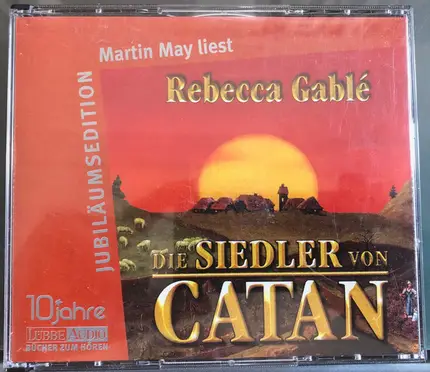 Martin May liest
Rebecca Gablé
JUBILÄUMSEDITION
DIE SIEDLER VON
CATAN
10 Jahre
LÜBBE AUDIO
BÜCHER ZUM HÖREN